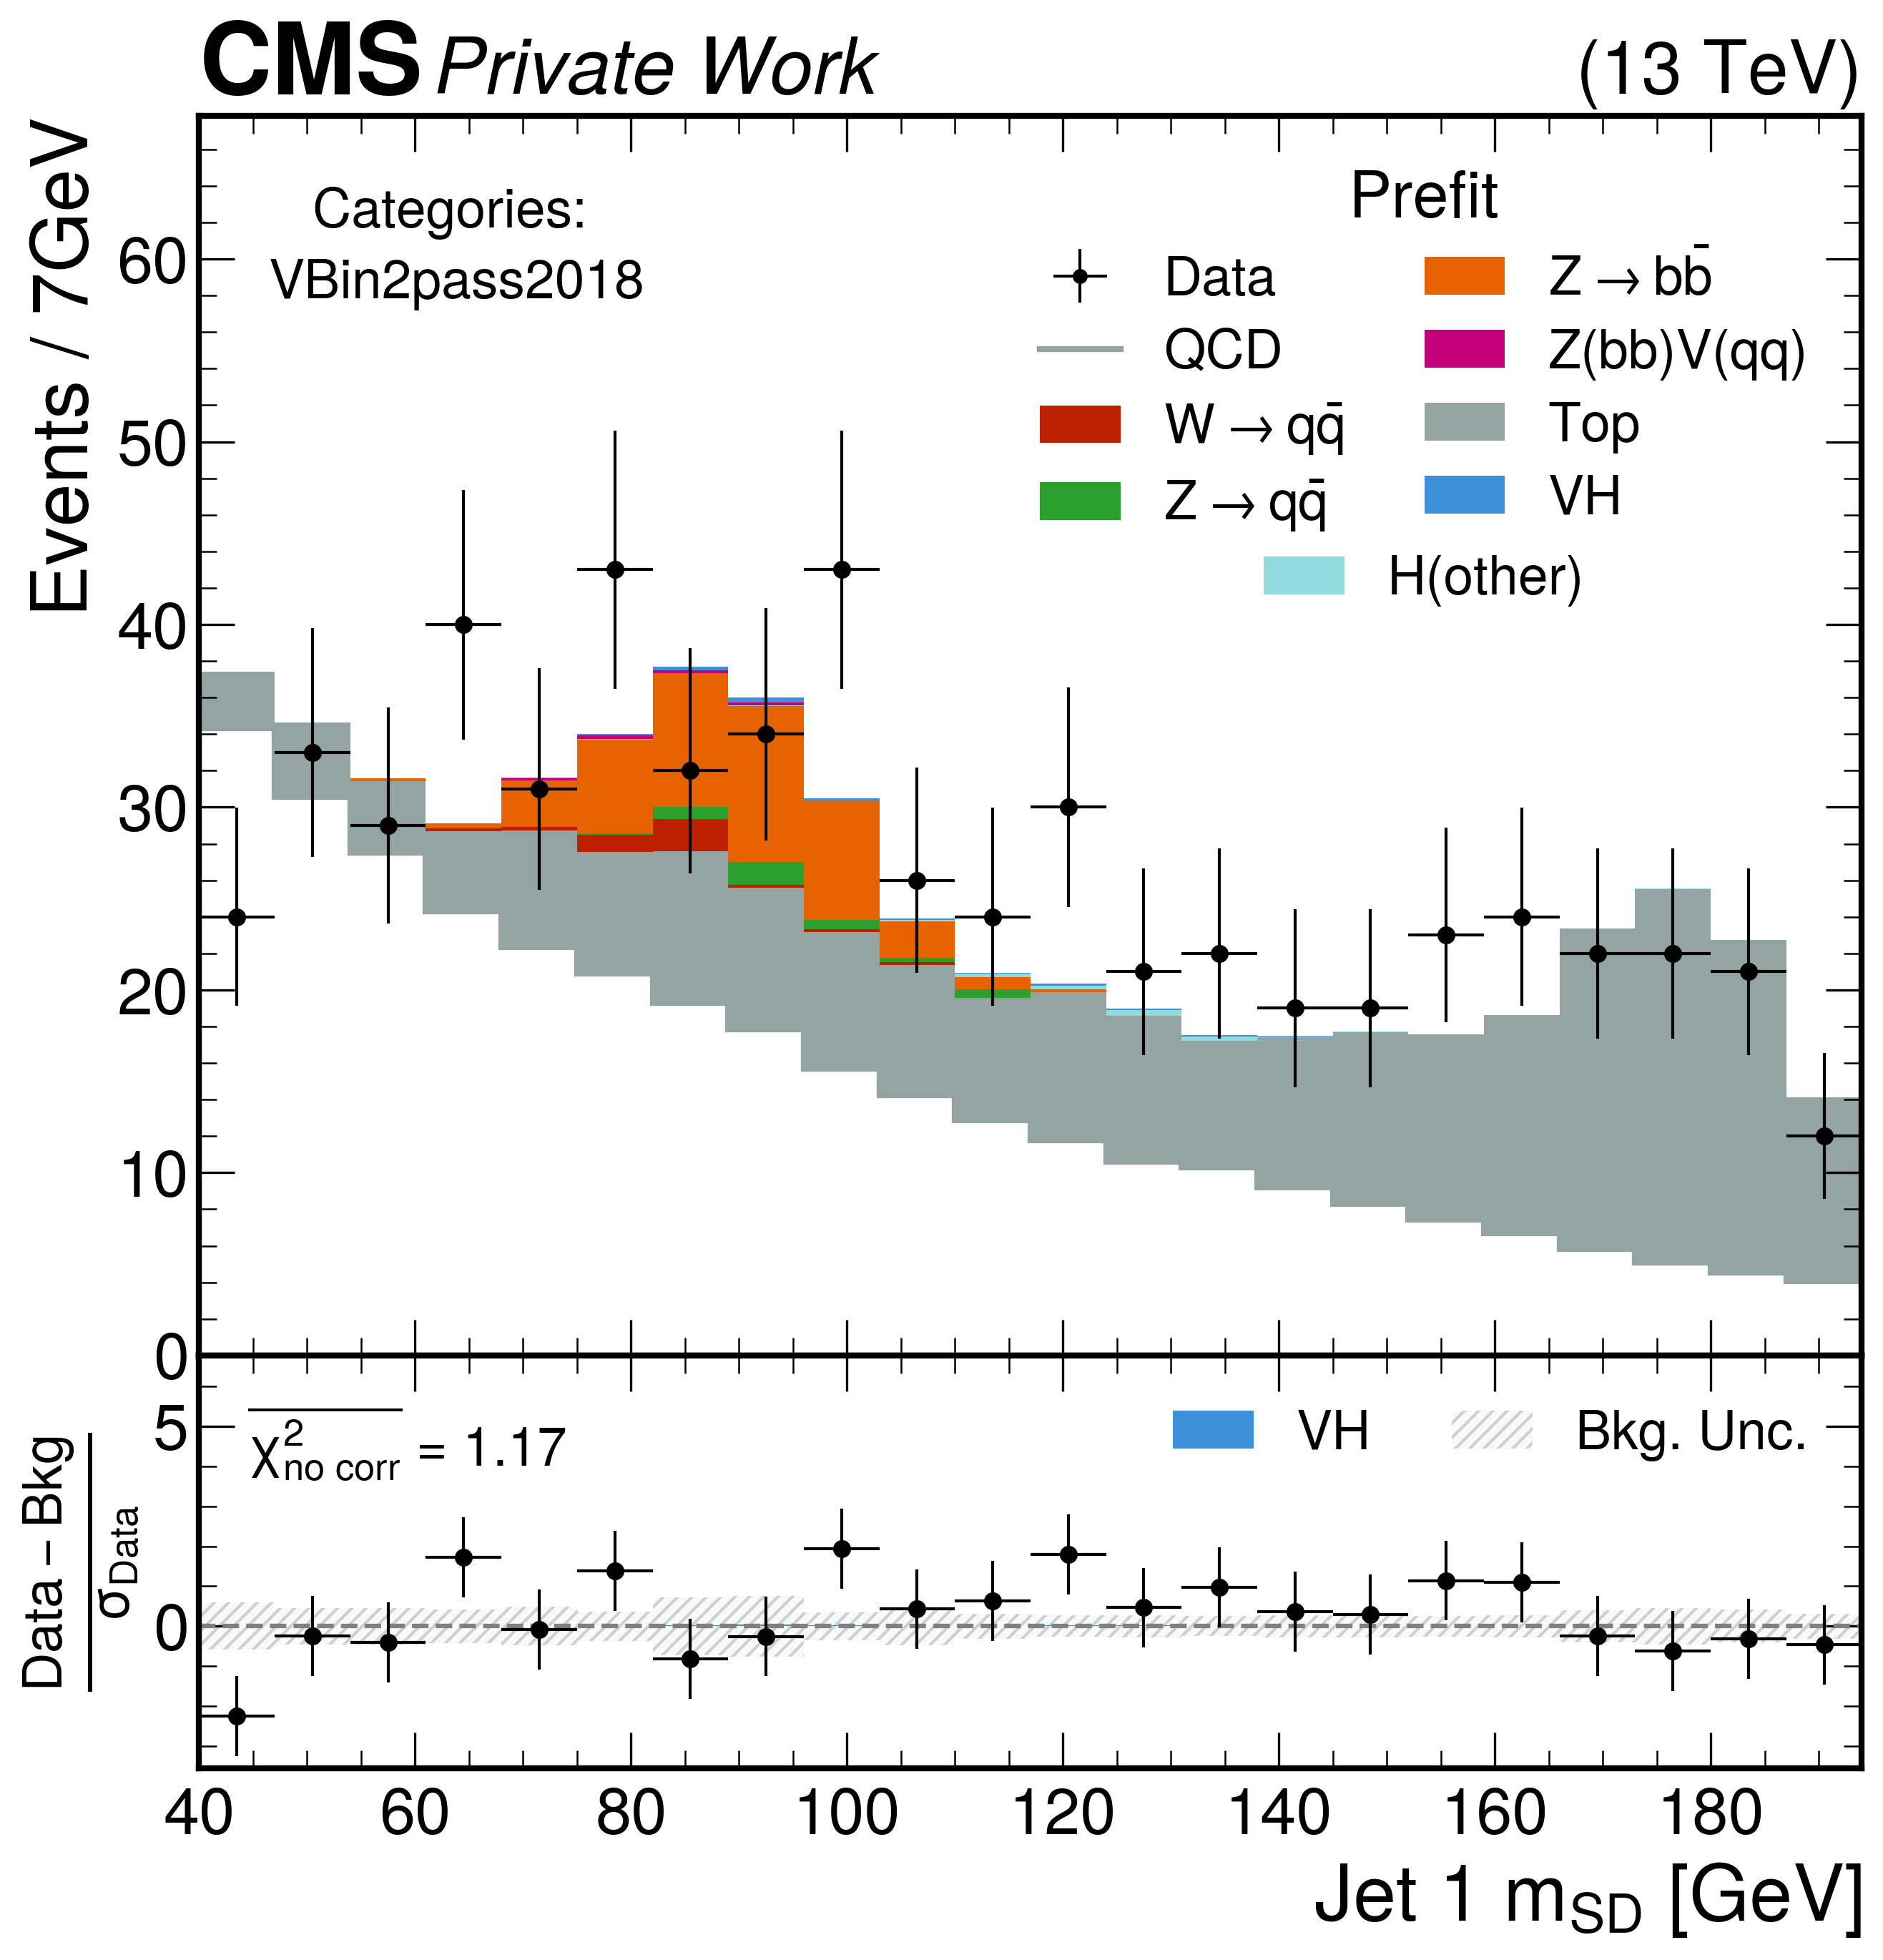 CMS Private Work (13 TeV)
Events / 7GeV
Categories:
VBin2pass2018
Prefit
Data
QCD
W → qq̄
Z → qq̄
Z → bb̄
Z(bb)V(qq)
Top
VH
H(other)
60
50
40
30
20
10
0
Data − Bkg
σData
5
0
χ²no corr = 1.17
VH
Bkg. Unc.
40 60 80 100 120 140 160 180
Jet 1 mSD [GeV]